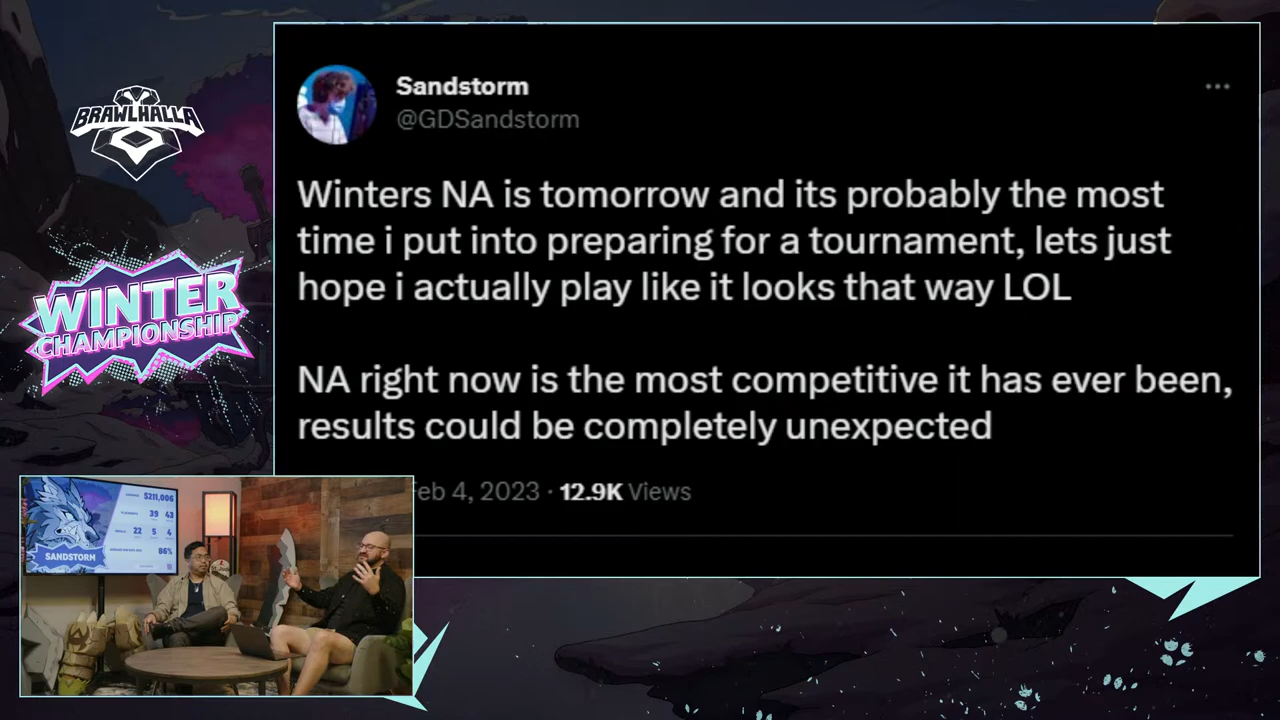 BRAWLHALLA
WINTER
CHAMPIONSHIP
Sandstorm
@GDSandstorm
Winters NA is tomorrow and its probably the most
time i put into preparing for a tournament, lets just
hope i actually play like it looks that way LOL
NA right now is the most competitive it has ever been,
results could be completely unexpected
eb 4, 2023 · 12.9K Views
$211,006
39 43
22 5 4
86%
SANDSTORM